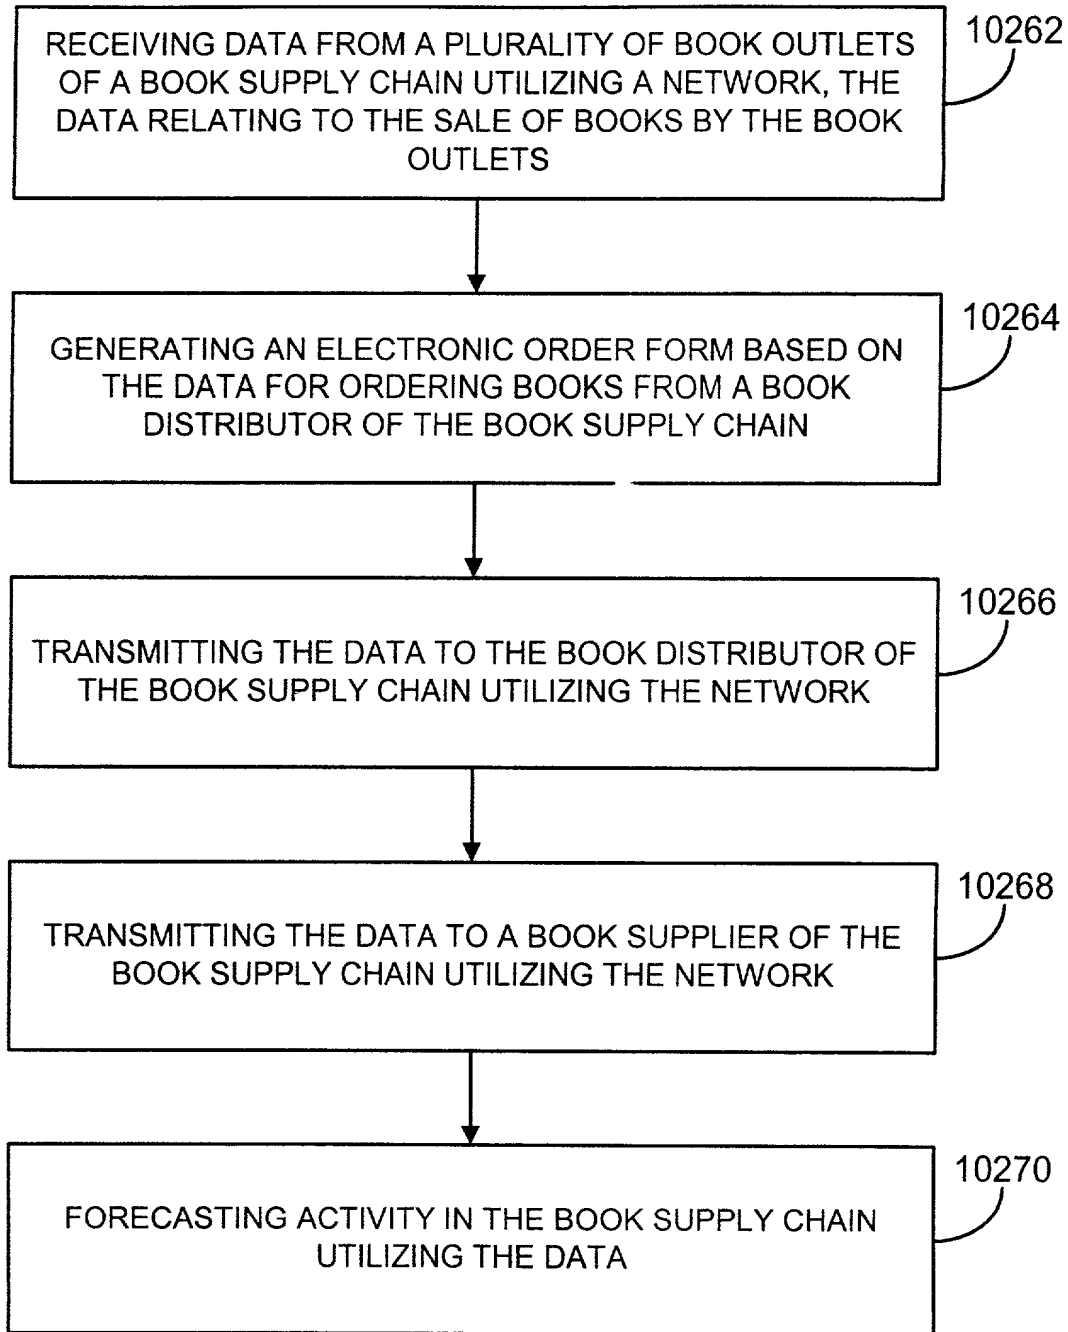 RECEIVING DATA FROM A PLURALITY OF BOOK OUTLETS
OF A BOOK SUPPLY CHAIN UTILIZING A NETWORK, THE
DATA RELATING TO THE SALE OF BOOKS BY THE BOOK
OUTLETS
10262
GENERATING AN ELECTRONIC ORDER FORM BASED ON
THE DATA FOR ORDERING BOOKS FROM A BOOK
DISTRIBUTOR OF THE BOOK SUPPLY CHAIN
10264
TRANSMITTING THE DATA TO THE BOOK DISTRIBUTOR OF
THE BOOK SUPPLY CHAIN UTILIZING THE NETWORK
10266
TRANSMITTING THE DATA TO A BOOK SUPPLIER OF THE
BOOK SUPPLY CHAIN UTILIZING THE NETWORK
10268
FORECASTING ACTIVITY IN THE BOOK SUPPLY CHAIN
UTILIZING THE DATA
10270